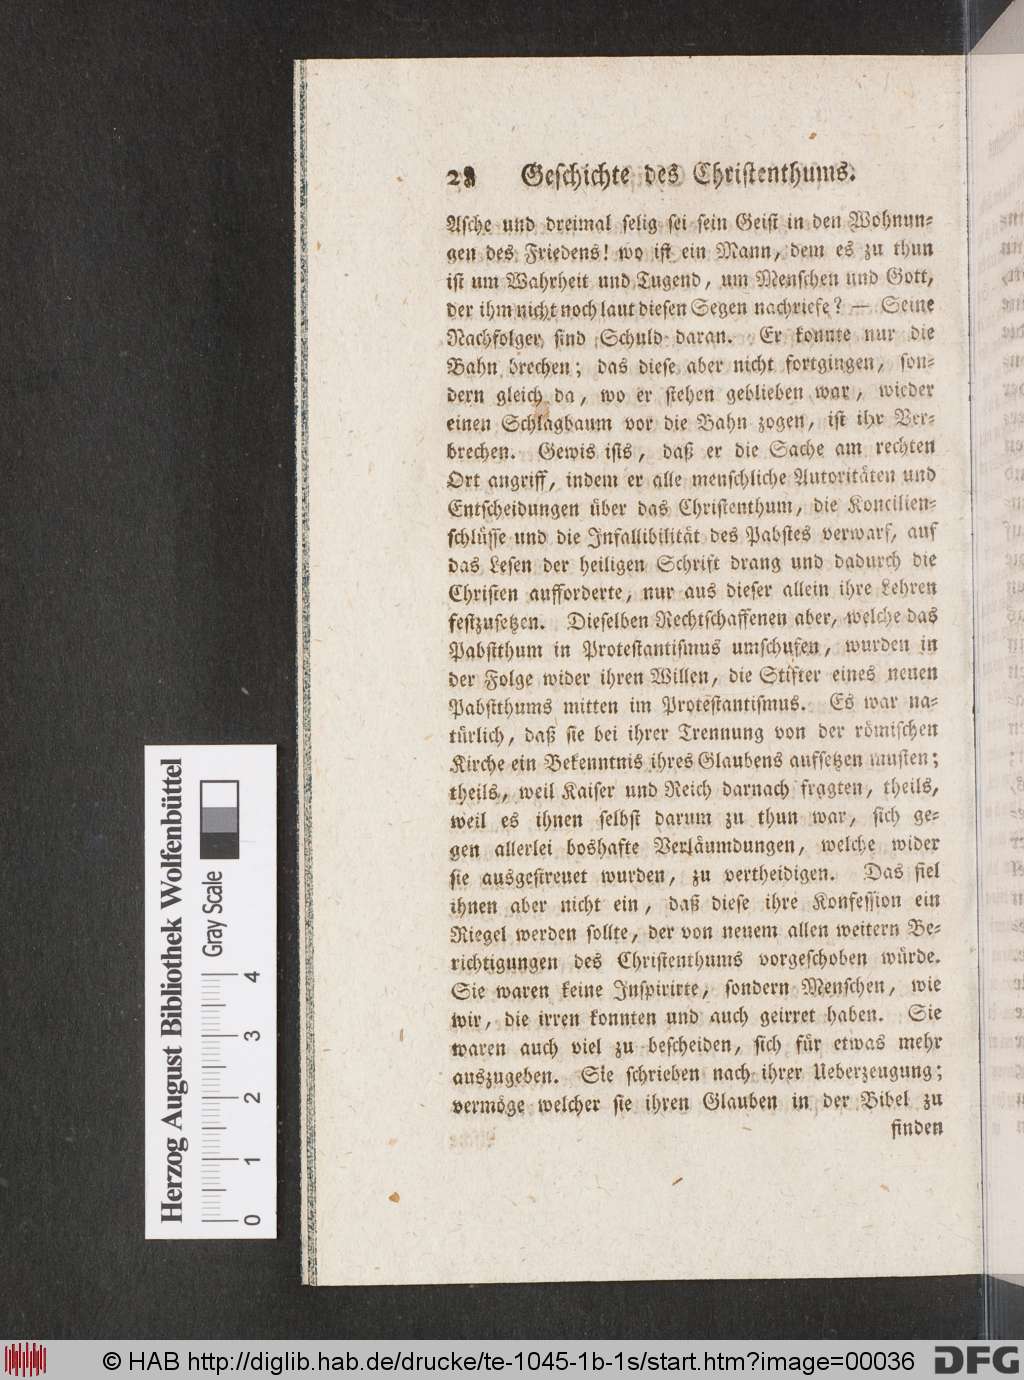 28 Geschichte des Christenthums.
Asche und dreimal selig sei sein Geist in den Wohnun-
gen des Friedens! wo ist ein Mann, dem es zu thun
ist um Wahrheit und Tugend, um Menschen und Gott,
der ihm nicht noch laut diesen Segen nachriefe? — Seine
Nachfolger sind Schuld daran. Er konnte nur die
Bahn brechen; das diese aber nicht fortgingen, son-
dern gleich da, wo er stehen geblieben war, wieder
einen Schlagbaum vor die Bahn zogen, ist ihr Ver-
brechen. Gewis ists, daß er die Sache am rechten
Ort angriff, indem er alle menschliche Autoritäten und
Entscheidungen über das Christenthum, die Koncilien-
schlüsse und die Infallibilität des Pabstes verwarf, auf
das Lesen der heiligen Schrift drang und dadurch die
Christen aufforderte, nur aus dieser allein ihre Lehren
festzusetzen. Dieselben Rechtschaffenen aber, welche das
Pabstthum in Protestantismus umschufen, wurden in
der Folge wider ihren Willen, die Stifter eines neuen
Pabstthums mitten im Protestantismus. Es war na-
türlich, daß sie bei ihrer Trennung von der römischen
Kirche ein Bekenntnis ihres Glaubens aufsetzen musten;
theils, weil Kaiser und Reich darnach fragten, theils,
weil es ihnen selbst darum zu thun war, sich ge-
gen allerlei boshafte Verläumdungen, welche wider
sie ausgestreuet wurden, zu vertheidigen. Das fiel
ihnen aber nicht ein, daß diese ihre Konfession ein
Riegel werden sollte, der von neuem allen weitern Be-
richtigungen des Christenthums vorgeschoben würde.
Sie waren keine Inspirirte, sondern Menschen, wie
wir, die irren konnten und auch geirret haben. Sie
waren auch viel zu bescheiden, sich für etwas mehr
auszugeben. Sie schrieben nach ihrer Ueberzeugung;
vermöge welcher sie ihren Glauben in der Bibel zu
finden
Herzog August Bibliothek Wolfenbüttel
Gray Scale
0 1 2 3 4
© HAB http://diglib.hab.de/drucke/te-1045-1b-1s/start.htm?image=00036
DFG